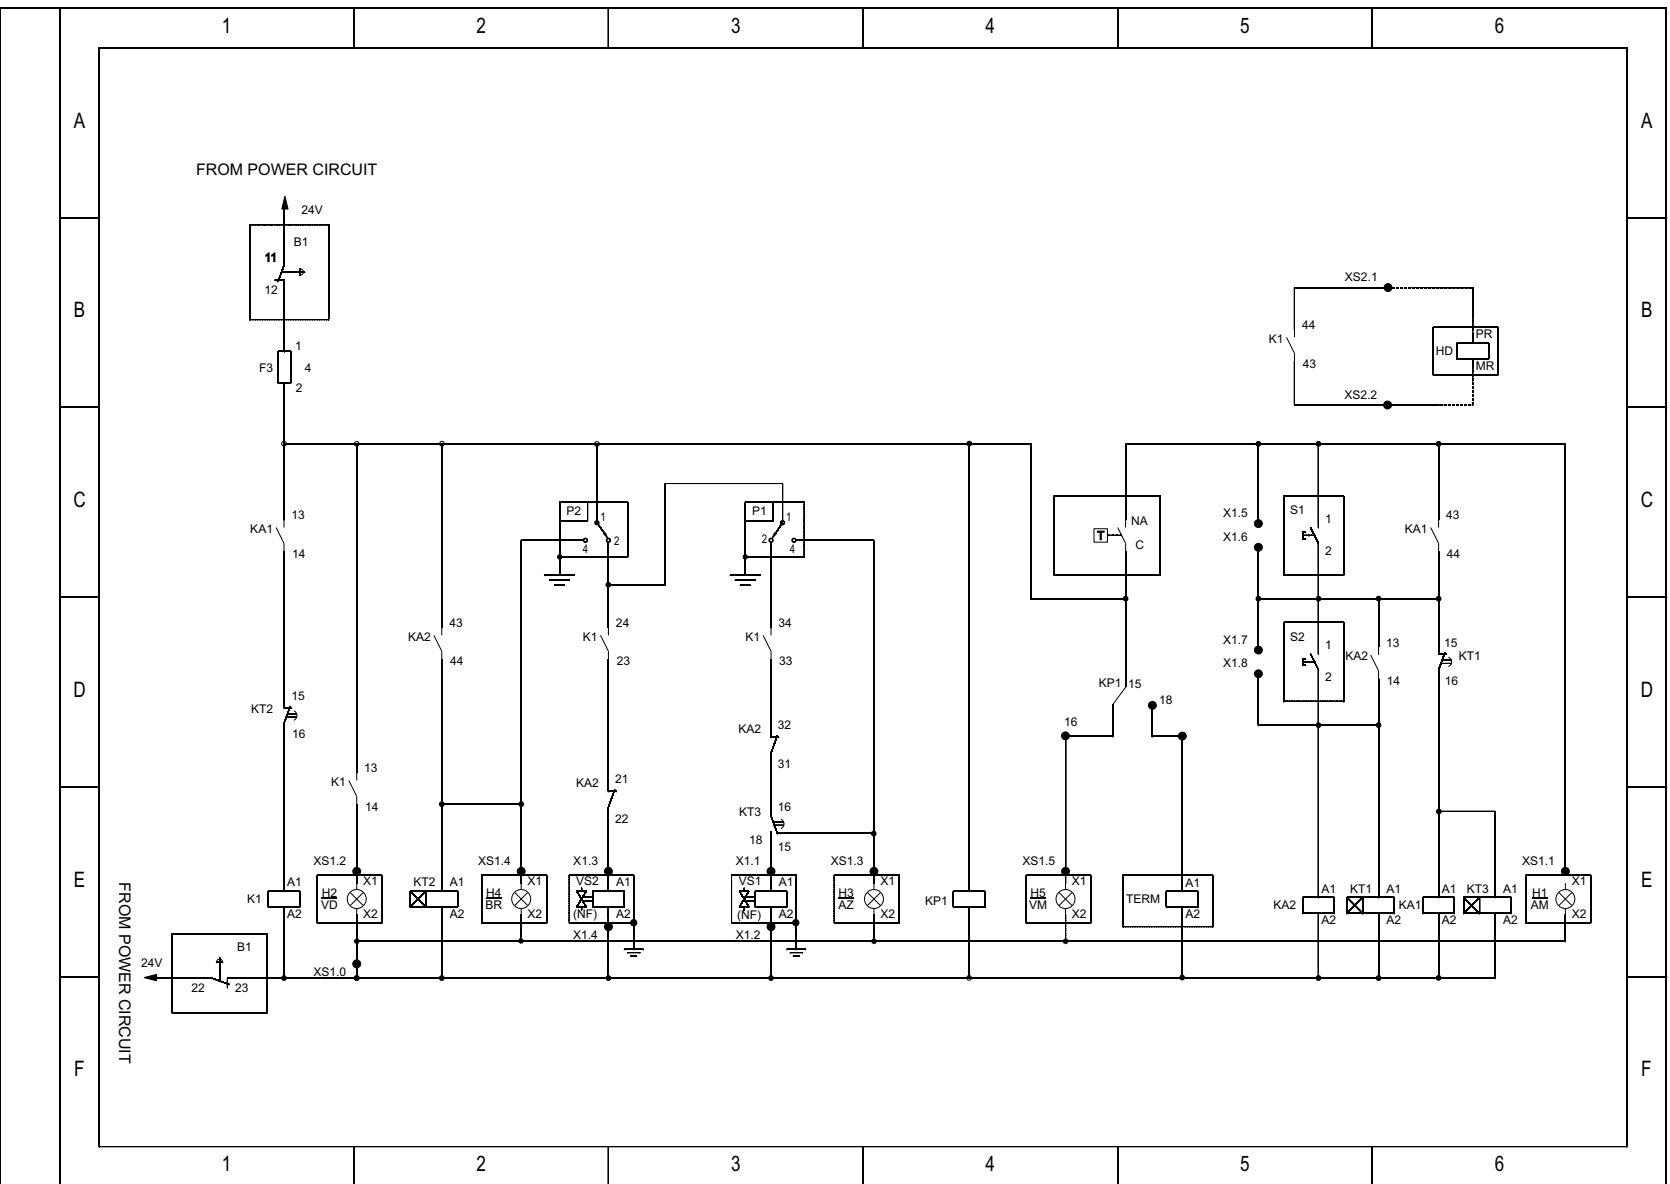 1 2 3 4 5 6
A A
FROM POWER CIRCUIT
24V
B1
11
12
B B
XS2.1
K1 44
43
HD PR
MR
XS2.2
F3 1
4
2
C C
KA1 13
14
P2 1
4 2
P1 1
2 4
T NA
C
X1.5
X1.6
S1 1
2
KA1 43
44
KA2 43
44
K1 24
23
K1 34
33
X1.7
X1.8
S2 1
2
KA2 13
14
15
KT1
16
D D
KT2 15
16
KA2 32
31
KP1 15
18
16
K1 13
14
KA2 21
22
KT3 16
18 15
E E
XS1.2
XS1.4
X1.3
X1.1
XS1.3
XS1.5
XS1.1
K1 A1
A2
H2
VD
X1
X2
KT2 A1
A2
H4
BR
X1
X2
VS2 A1
(NF) A2
VS1 A1
(NF) A2
H3
AZ
X1
X2
KP1
H5
VM
X1
X2
TERM A1
A2
KA2 A1
A2
KT1 A1
A2
KA1 A1
A2
KT3 A1
A2
H1
AM
X1
X2
X1.4
X1.2
FROM POWER CIRCUIT
24V
B1
22 23
XS1.0
F F
1 2 3 4 5 6